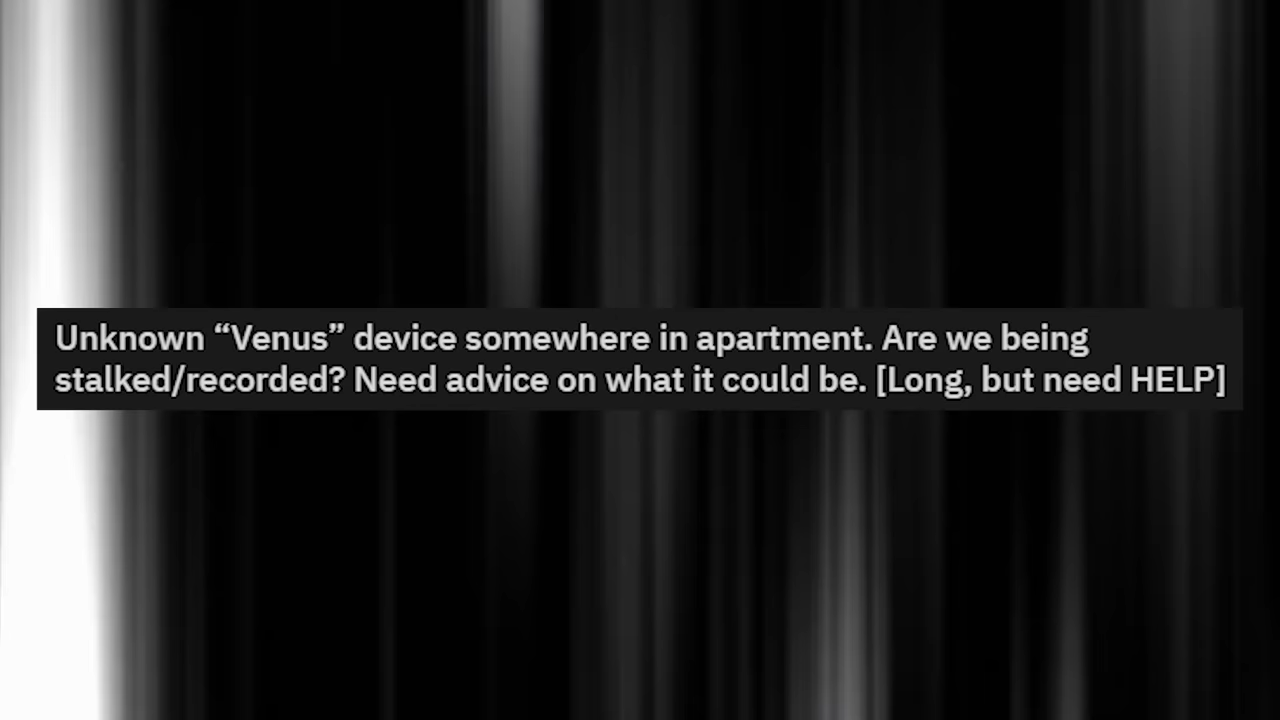 Unknown “Venus” device somewhere in apartment. Are we being
stalked/recorded? Need advice on what it could be. [Long, but need HELP]